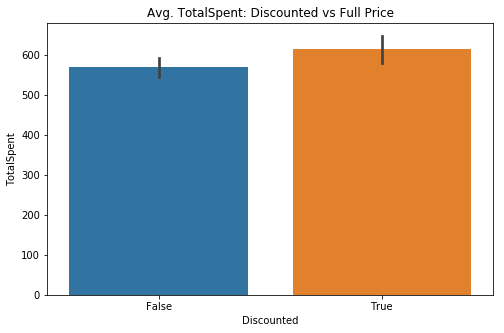 Avg. TotalSpent: Discounted vs Full Price
TotalSpent
600
500
400
300
200
100
0
False
True
Discounted